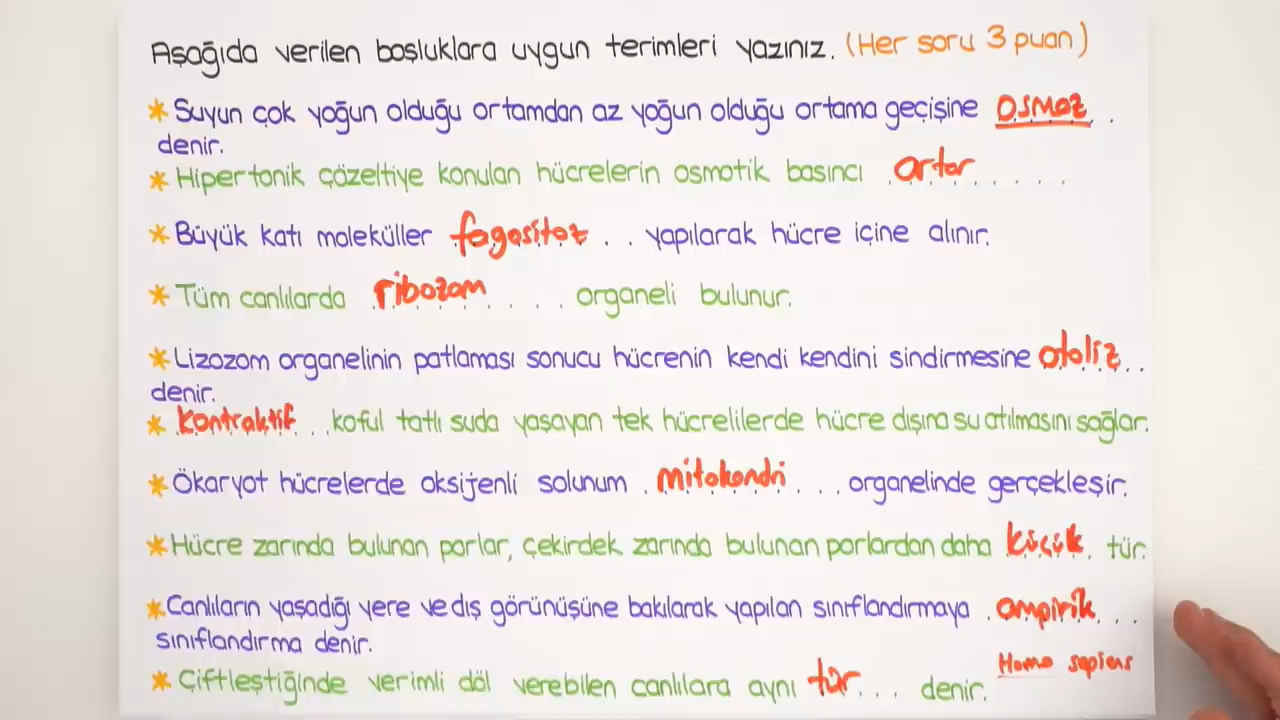 Aşağıda verilen boşluklara uygun terimleri yazınız. (Her soru 3 puan)
* Suyun çok yoğun olduğu ortamdan az yoğun olduğu ortama geçişine osmoz .
denir.
* Hipertonik çözeltiye konulan hücrelerin osmotik basıncı . artar . . . . .
* Büyük katı moleküller fagositoz . . yapılarak hücre içine alınır.
* Tüm canlılarda ribozom . . . . organeli bulunur.
* Lizozom organelinin patlaması sonucu hücrenin kendi kendini sindirmesine otoliz . .
denir.
* Kontraktif . . . koful tatlı suda yaşayan tek hücrelilerde hücre dışına su atılmasını sağlar.
* Ökaryot hücrelerde oksijenli solunum . mitokondri . . . organelinde gerçekleşir.
* Hücre zarında bulunan porlar, çekirdek zarında bulunan porlardan daha küçük . tür.
* Canlıların yaşadığı yere ve dış görünüşüne bakılarak yapılan sınıflandırmaya . ampirik . . .
sınıflandırma denir.
Homo sapiens
* Çiftleştiğinde verimli döl verebilen canlılara aynı tür . . . denir.